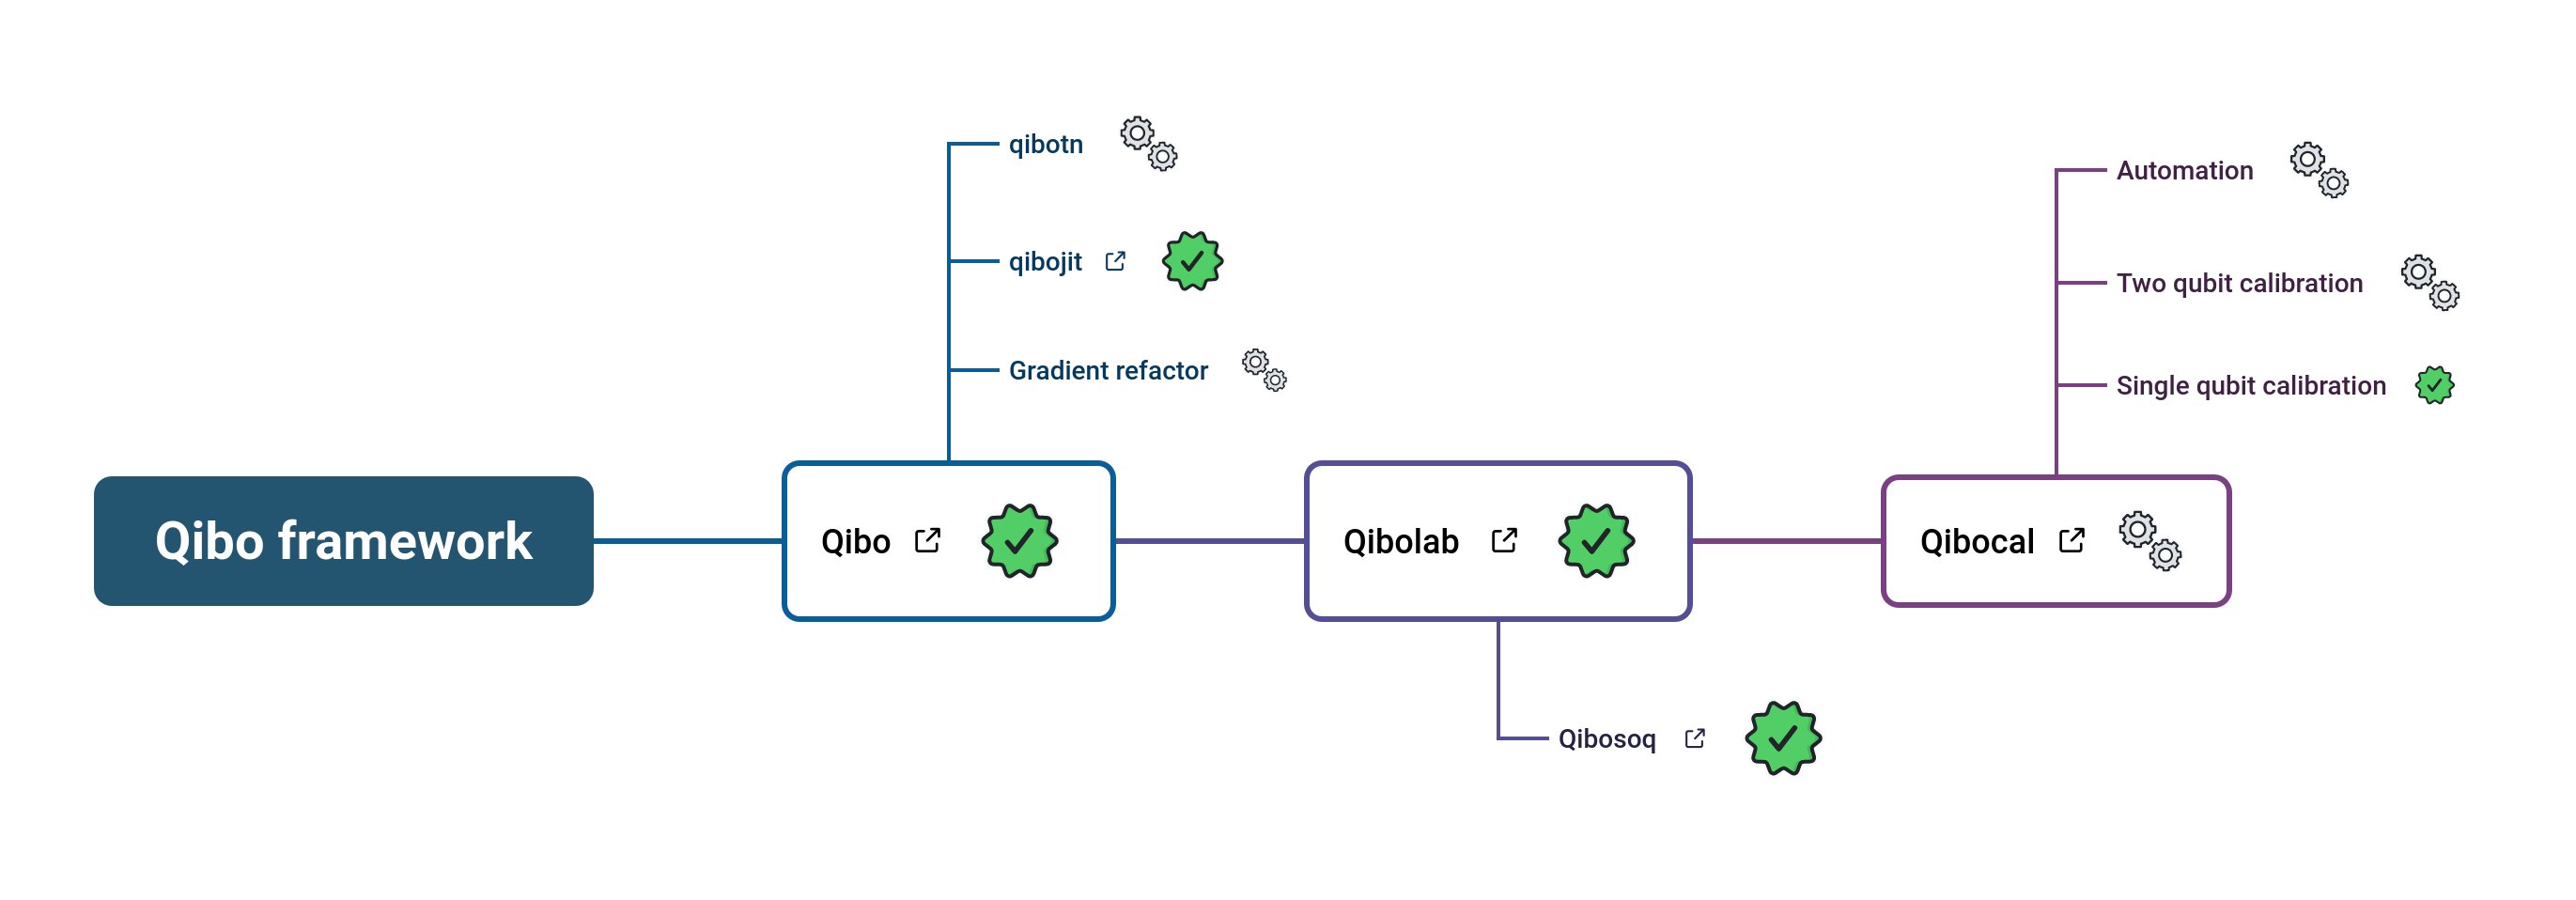 qibotn
Automation
qibojit
Two qubit calibration
Gradient refactor
Single qubit calibration
Qibo framework
Qibo
Qibolab
Qibocal
Qibosoq